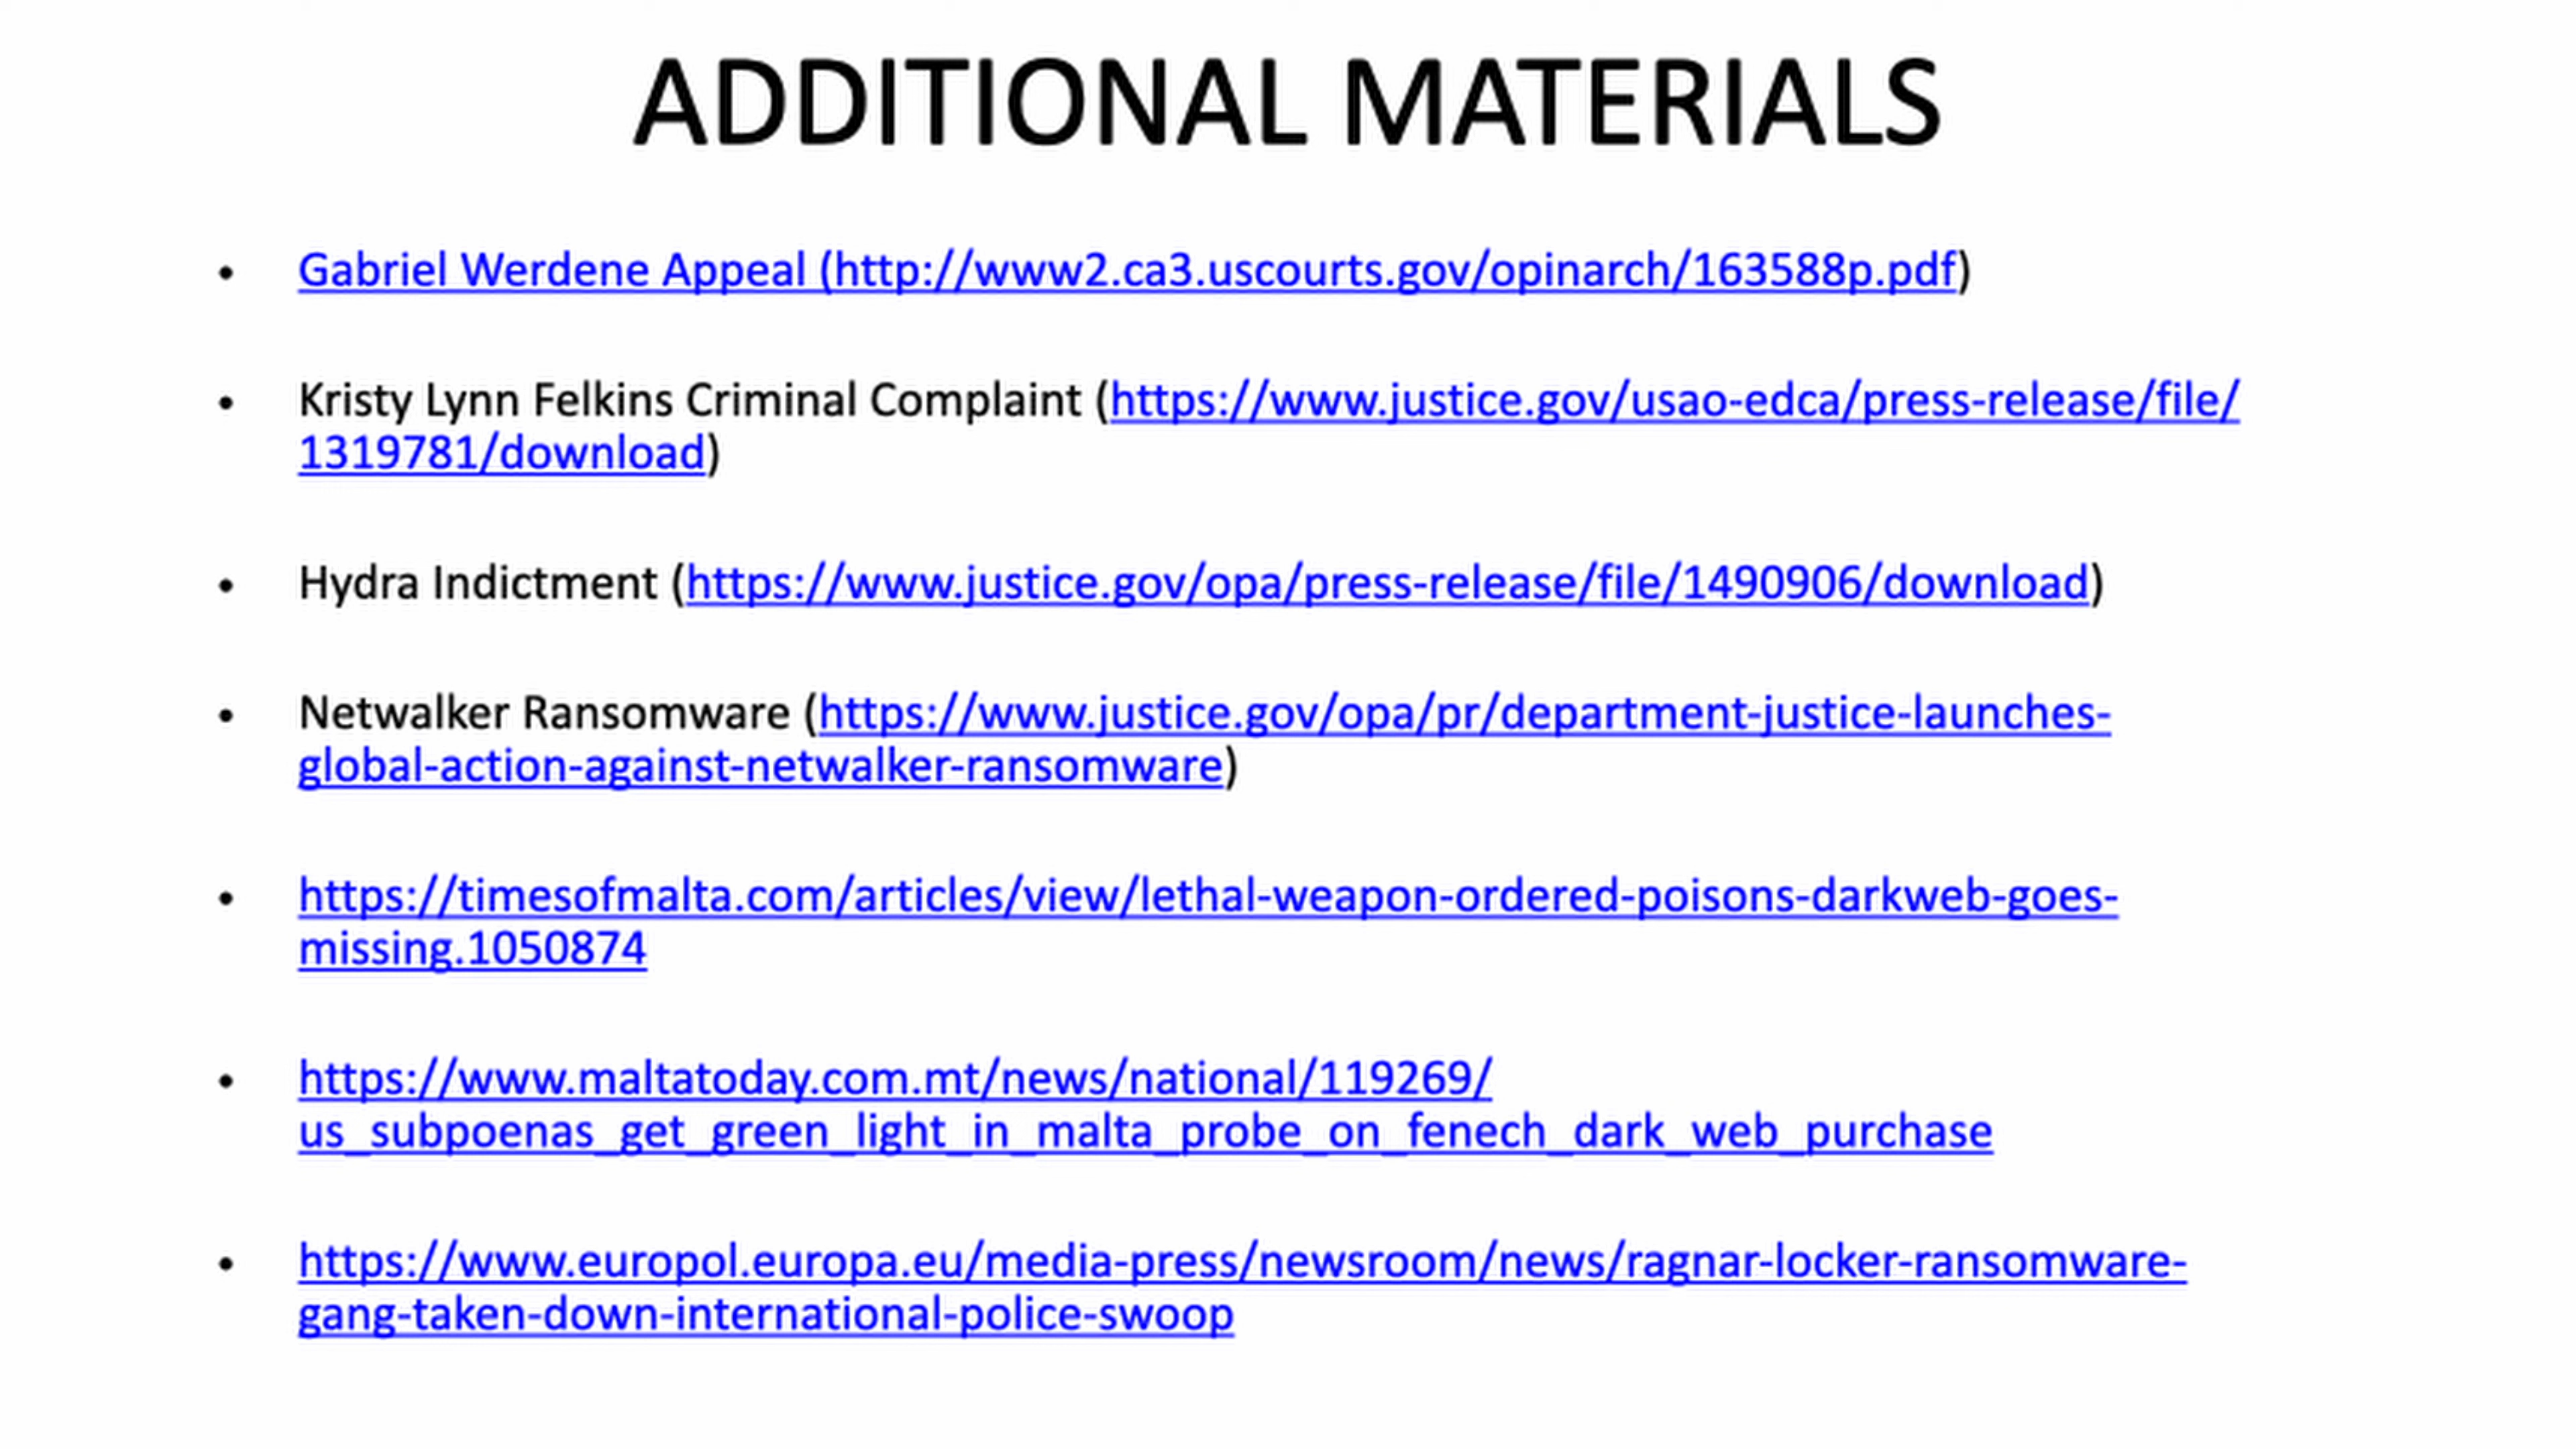 ADDITIONAL MATERIALS
• Gabriel Werdene Appeal (http://www2.ca3.uscourts.gov/opinarch/163588p.pdf)
• Kristy Lynn Felkins Criminal Complaint (https://www.justice.gov/usao-edca/press-release/file/
1319781/download)
• Hydra Indictment (https://www.justice.gov/opa/press-release/file/1490906/download)
• Netwalker Ransomware (https://www.justice.gov/opa/pr/department-justice-launches-
global-action-against-netwalker-ransomware)
• https://timesofmalta.com/articles/view/lethal-weapon-ordered-poisons-darkweb-goes-
missing.1050874
• https://www.maltatoday.com.mt/news/national/119269/
us_subpoenas_get_green_light_in_malta_probe_on_fenech_dark_web_purchase
• https://www.europol.europa.eu/media-press/newsroom/news/ragnar-locker-ransomware-
gang-taken-down-international-police-swoop